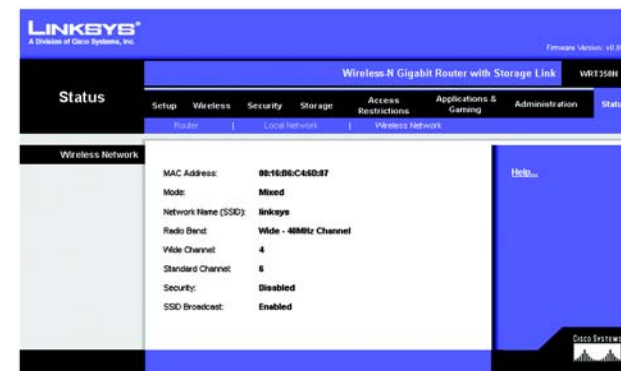 LINKSYS®
A Division of Cisco Systems, Inc.
Firmware Version: v0.9
Wireless-N Gigabit Router with Storage Link WRT350N
Status
Setup Wireless Security Storage Access Restrictions Applications & Gaming Administration Statu
Router | Local Network | Wireless Network
Wireless Network
MAC Address: 00:16:B6:C4:6D:87
Mode: Mixed
Network Name (SSID): linksys
Radio Band: Wide - 40MHz Channel
Wide Channel: 4
Standard Channel: 6
Security: Disabled
SSID Broadcast: Enabled
Help...
CISCO SYSTEMS